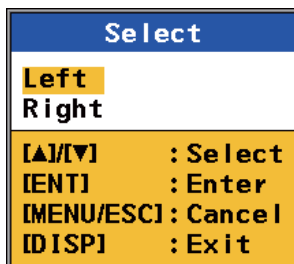 Select
Left
Right
[▲]/[▼] :Select
[ENT] :Enter
[MENU/ESC]:Cancel
[DISP] :Exit